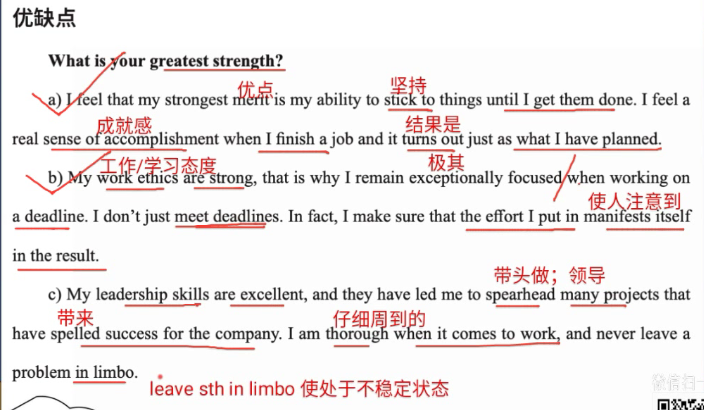 优缺点
What is your greatest strength?
优点 坚持
a) I feel that my strongest merit is my ability to stick to things until I get them done. I feel a
成就感 结果是
real sense of accomplishment when I finish a job and it turns out just as what I have planned.
工作/学习态度 极其
b) My work ethics are strong, that is why I remain exceptionally focused when working on
使人注意到
a deadline. I don't just meet deadlines. In fact, I make sure that the effort I put in manifests itself
in the result.
带头做；领导
c) My leadership skills are excellent, and they have led me to spearhead many projects that
带来 仔细周到的
have spelled success for the company. I am thorough when it comes to work, and never leave a
problem in limbo.
leave sth in limbo 使处于不稳定状态
微信扫一